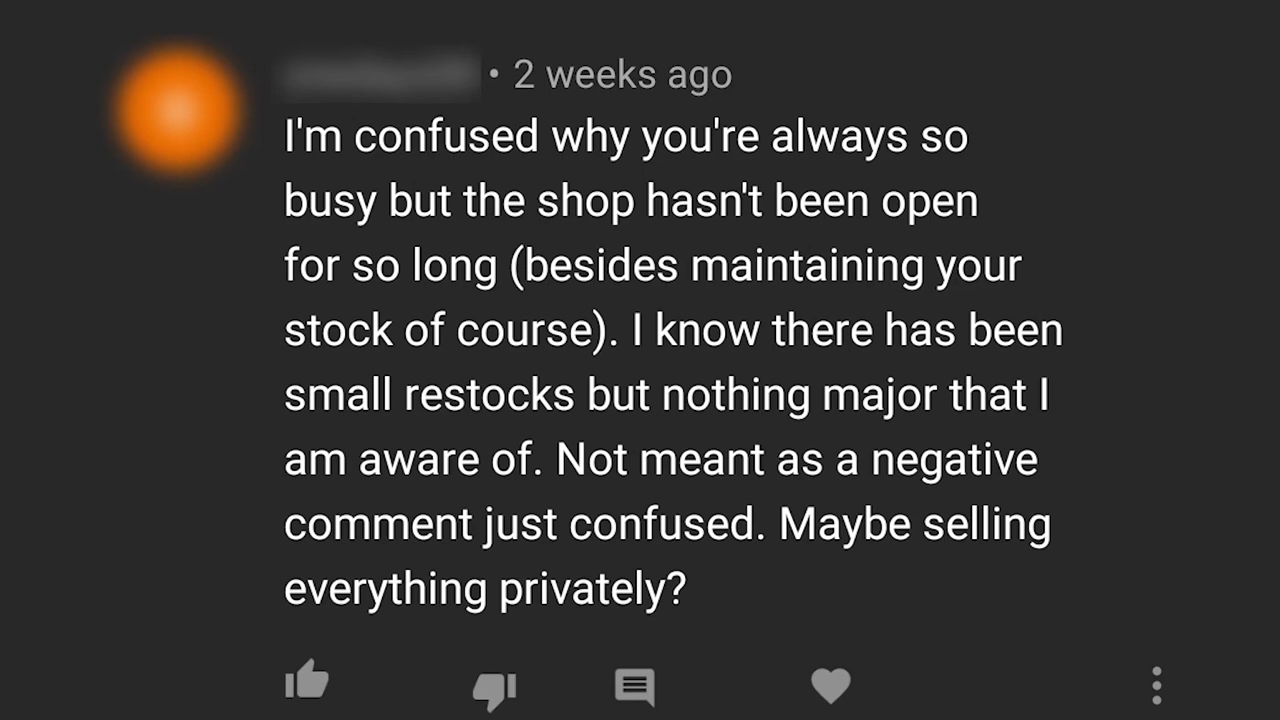 • 2 weeks ago
I'm confused why you're always so
busy but the shop hasn't been open
for so long (besides maintaining your
stock of course). I know there has been
small restocks but nothing major that I
am aware of. Not meant as a negative
comment just confused. Maybe selling
everything privately?